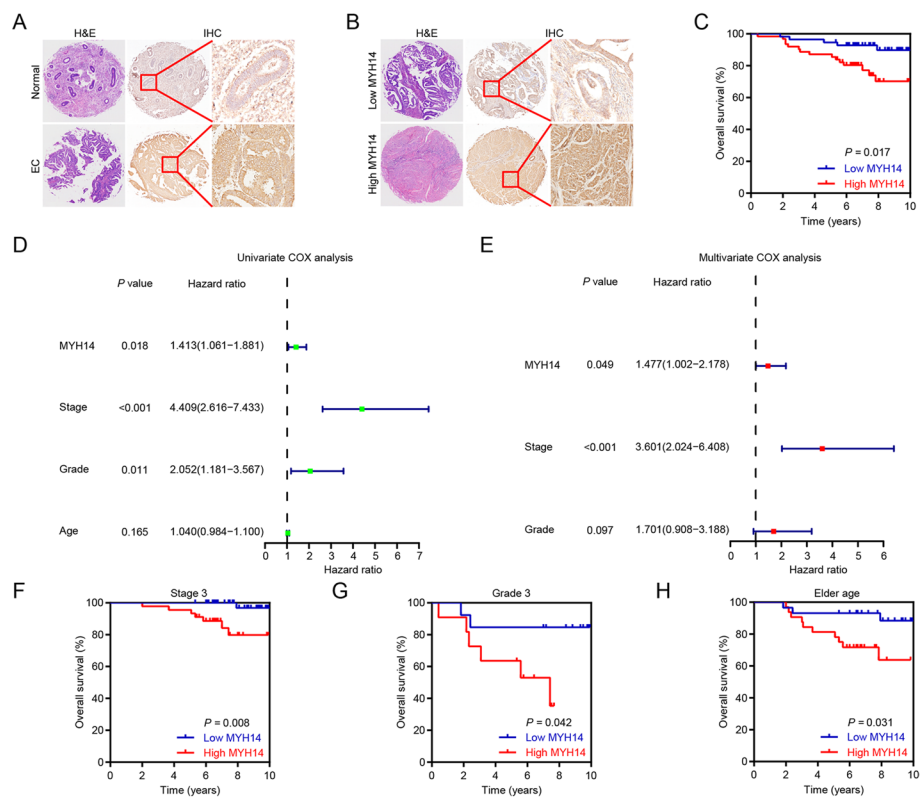 A
H&E
IHC
Normal
EC
B
H&E
IHC
Low MYH14
High MYH14
C
Overall survival (%)
100
80
60
40
20
0
P = 0.017
Low MYH14
High MYH14
0 2 4 6 8 10
Time (years)
D
Univariate COX analysis
P value Hazard ratio
MYH14 0.018 1.413(1.061−1.881)
Stage <0.001 4.409(2.616−7.433)
Grade 0.011 2.052(1.181−3.567)
Age 0.165 1.040(0.984−1.100)
0 1 2 3 4 5 6 7
Hazard ratio
E
Multivariate COX analysis
P value Hazard ratio
MYH14 0.049 1.477(1.002−2.178)
Stage <0.001 3.601(2.024−6.408)
Grade 0.097 1.701(0.908−3.188)
0 1 2 4 6
Hazard ratio
F
Stage 3
Overall survival (%)
100
80
60
40
20
0
P = 0.008
Low MYH14
High MYH14
0 2 4 6 8 10
Time (years)
G
Grade 3
Overall survival (%)
100
80
60
40
20
0
P = 0.042
Low MYH14
High MYH14
0 2 4 6 8 10
Time (years)
H
Elder age
Overall survival (%)
100
80
60
40
20
0
P = 0.031
Low MYH14
High MYH14
0 2 4 6 8 10
Time (years)